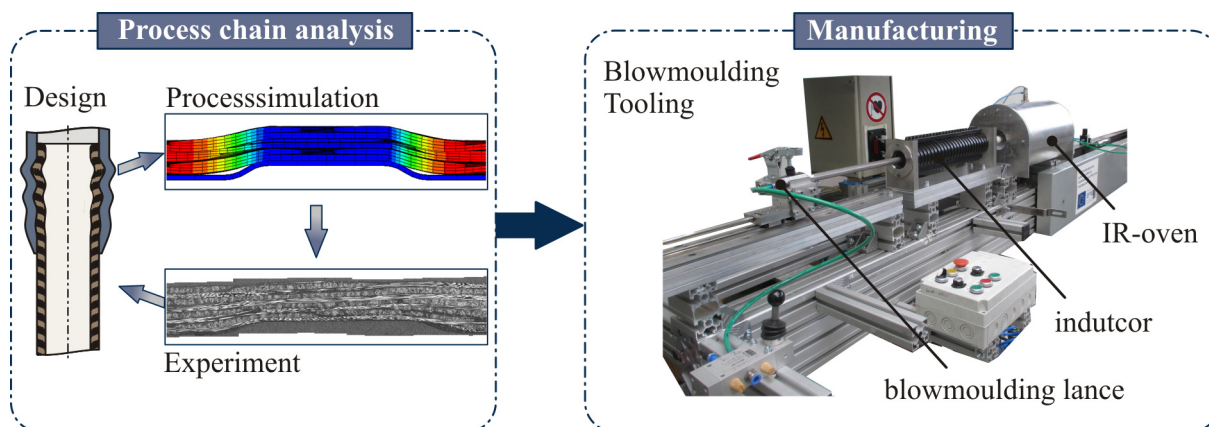 Process chain analysis
Design
Processsimulation
Experiment
Manufacturing
Blowmoulding
Tooling
IR-oven
indutcor
blowmoulding lance